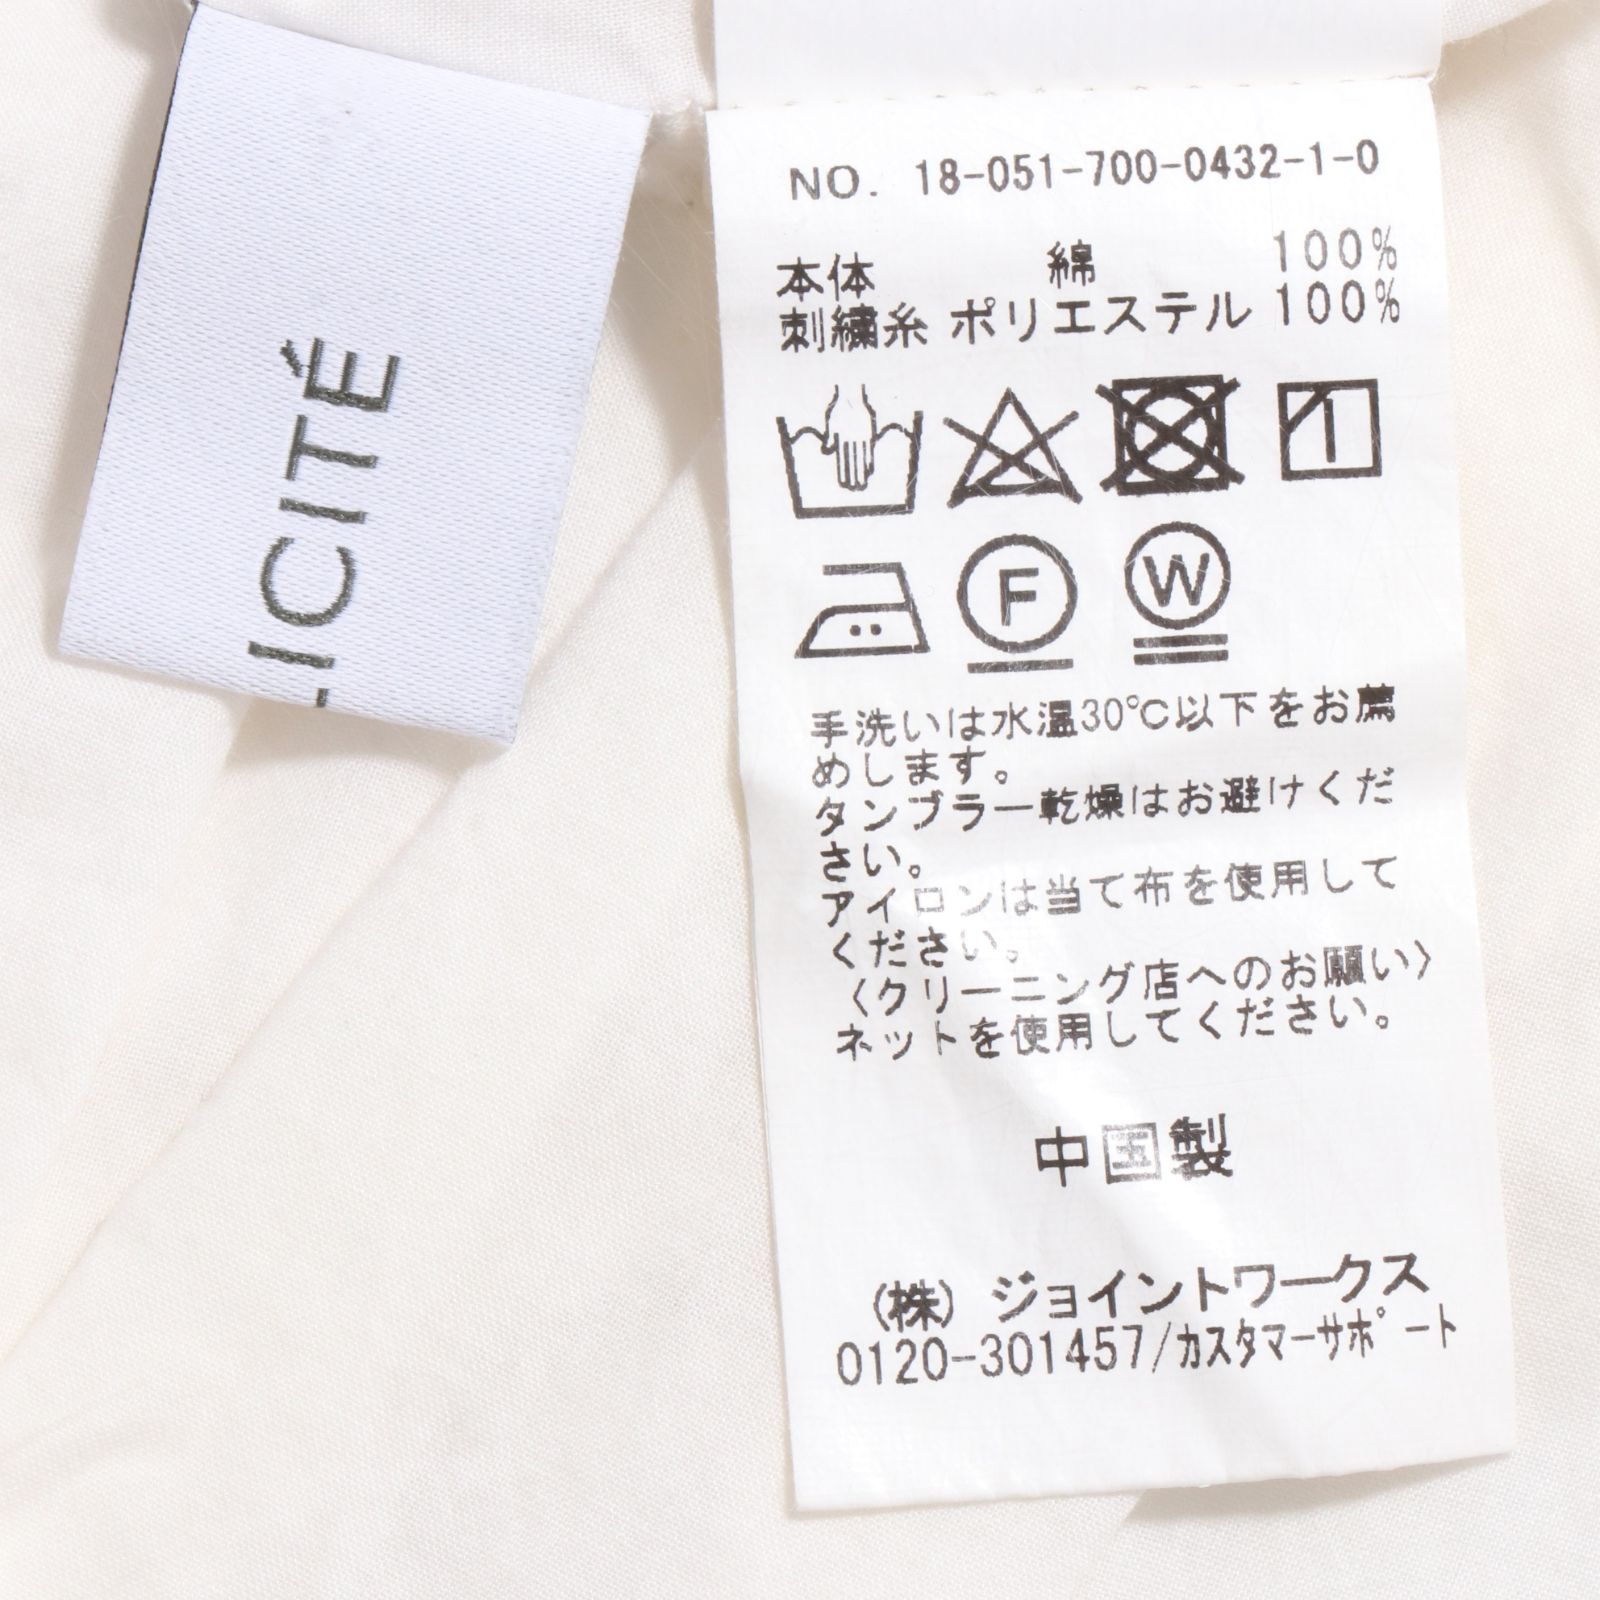 LICITÉ
NO. 18-051-700-0432-1-0
本体 綿 100%
刺繍糸 ポリエステル 100%
F
W
手洗いは水温30℃以下をお薦
めします。
タンブラー乾燥はお避けくだ
さい。
アイロンは当て布を使用して
ください。
〈クリーニング店へのお願い〉
ネットを使用してください。
中国製
(株) ジョイントワークス
0120-301457/カスタマーサポート